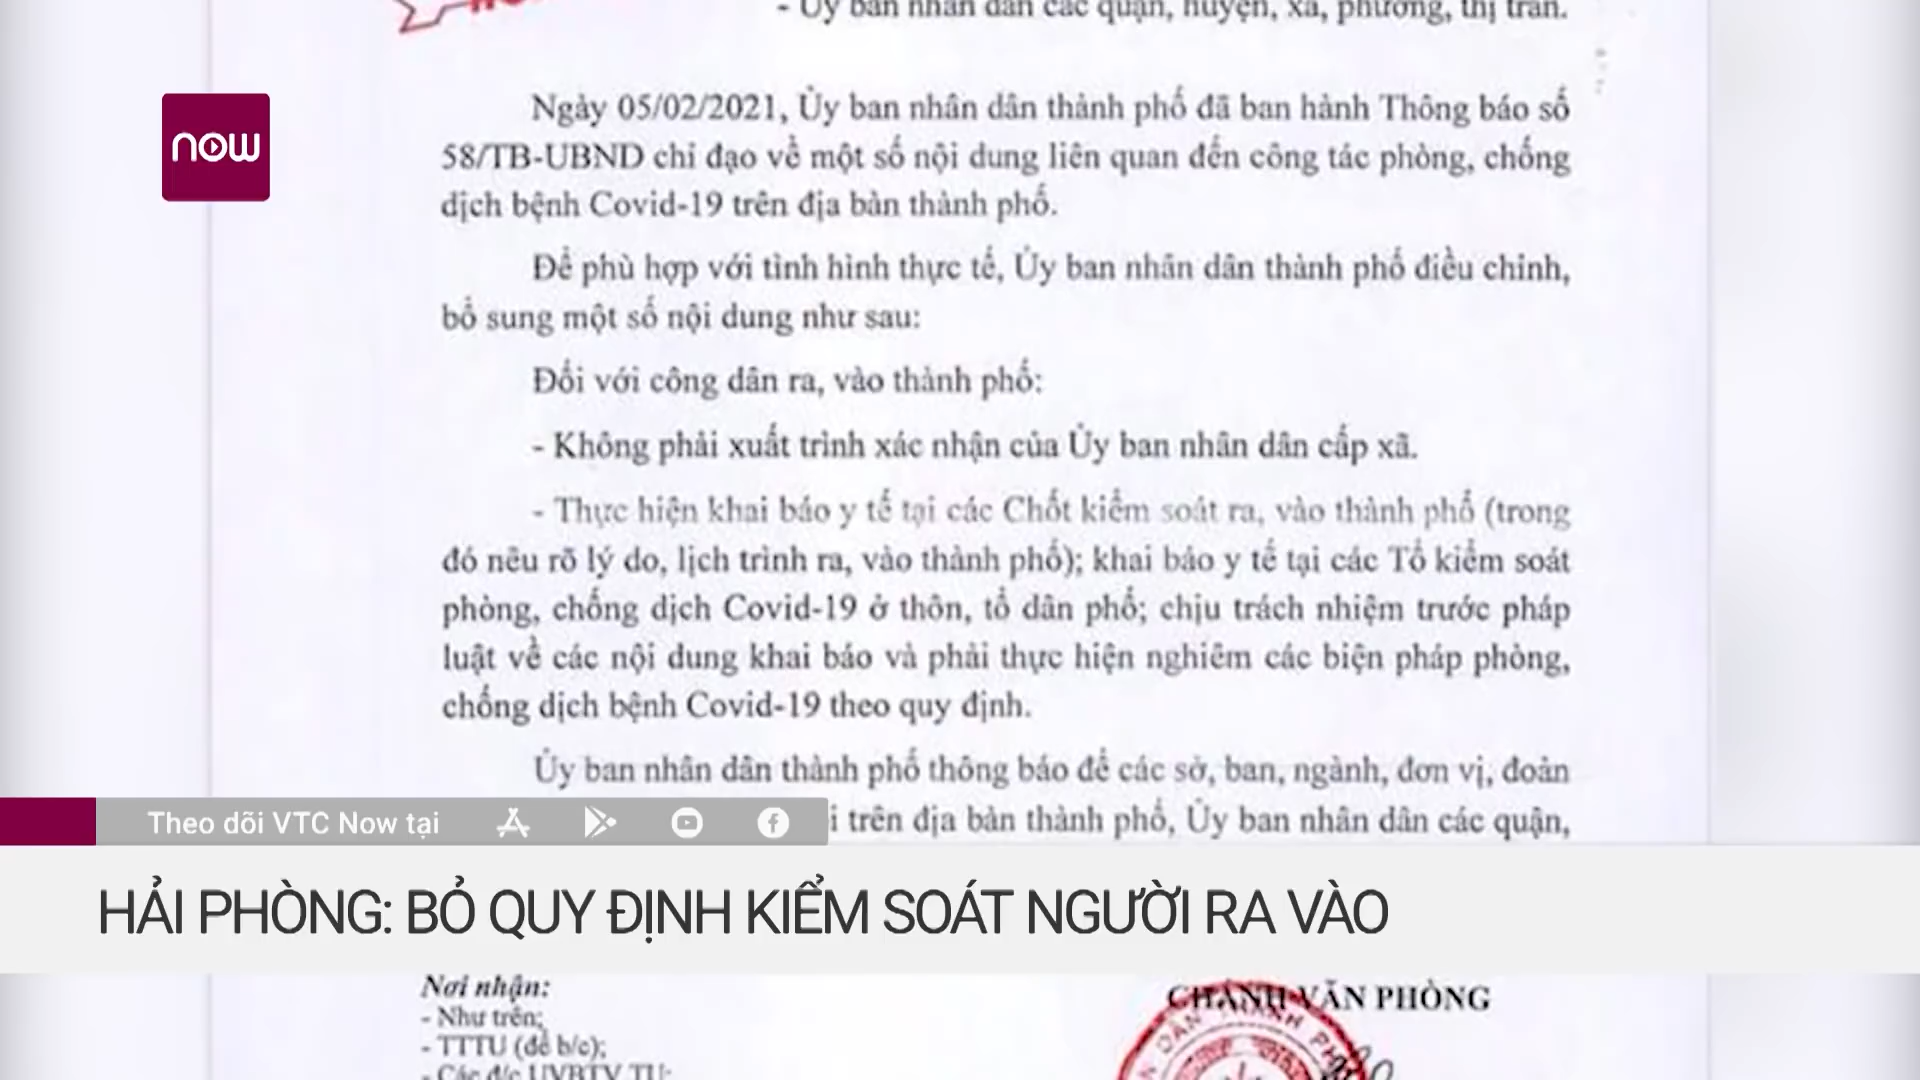 - Ủy ban nhân dân các quận, huyện, xã, phường, thị trấn.
now
Ngày 05/02/2021, Ủy ban nhân dân thành phố đã ban hành Thông báo số
58/TB-UBND chỉ đạo về một số nội dung liên quan đến công tác phòng, chống
dịch bệnh Covid-19 trên địa bàn thành phố.
Để phù hợp với tình hình thực tế, Ủy ban nhân dân thành phố điều chỉnh,
bổ sung một số nội dung như sau:
Đối với công dân ra, vào thành phố:
- Không phải xuất trình xác nhận của Ủy ban nhân dân cấp xã.
- Thực hiện khai báo y tế tại các Chốt kiểm soát ra, vào thành phố (trong
đó nêu rõ lý do, lịch trình ra, vào thành phố); khai báo y tế tại các Tổ kiểm soát
phòng, chống dịch Covid-19 ở thôn, tổ dân phố; chịu trách nhiệm trước pháp
luật về các nội dung khai báo và phải thực hiện nghiêm các biện pháp phòng,
chống dịch bệnh Covid-19 theo quy định.
Ủy ban nhân dân thành phố thông báo để các sở, ban, ngành, đơn vị, đoàn
Theo dõi VTC Now tại
i trên địa bàn thành phố, Ủy ban nhân dân các quận,
HẢI PHÒNG: BỎ QUY ĐỊNH KIỂM SOÁT NGƯỜI RA VÀO
Nơi nhận:
- Như trên;
- TTTU (để b/c);
- Các đ/c UVBTV TU;
CHÁNH VĂN PHÒNG
DÂN THÀNH PH